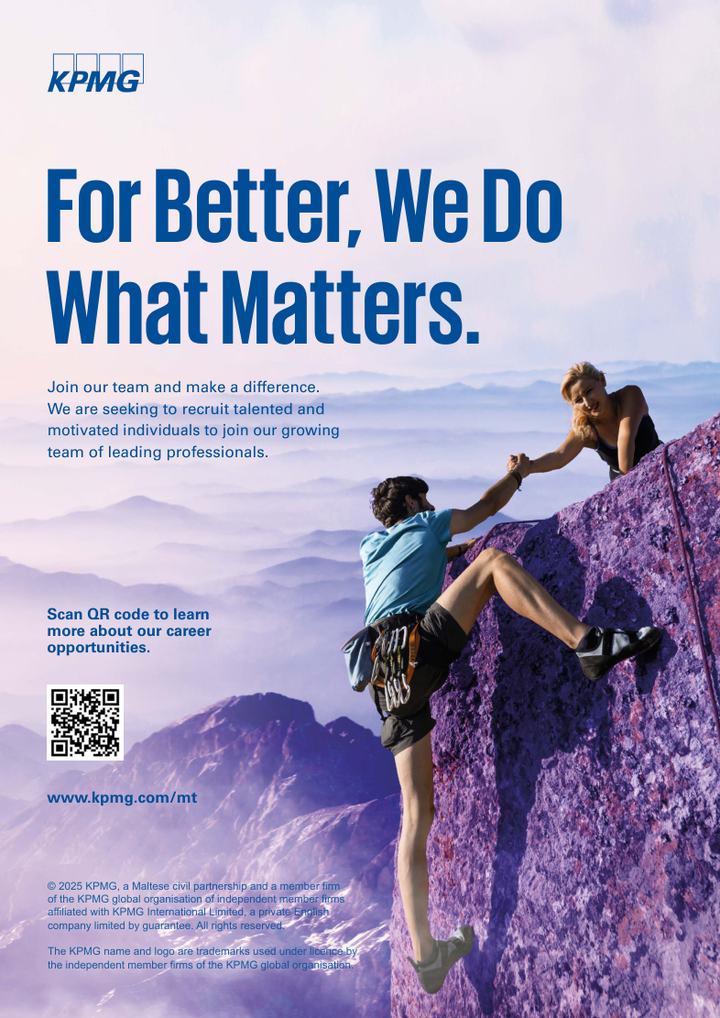 KPMG
For Better, We Do
What Matters.
Join our team and make a difference.
We are seeking to recruit talented and
motivated individuals to join our growing
team of leading professionals.
Scan QR code to learn
more about our career
opportunities.
www.kpmg.com/mt
© 2025 KPMG, a Maltese civil partnership and a member firm
of the KPMG global organisation of independent member firms
affiliated with KPMG International Limited, a private English
company limited by guarantee. All rights reserved.
The KPMG name and logo are trademarks used under licence by
the independent member firms of the KPMG global organisation.